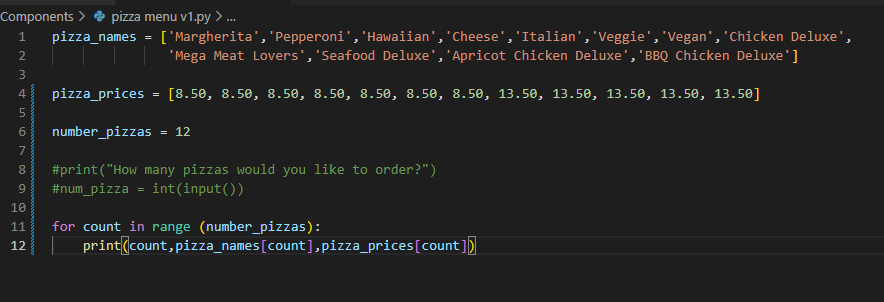 Components > pizza menu v1.py > ...
1 pizza_names = ['Margherita','Pepperoni','Hawaiian','Cheese','Italian','Veggie','Vegan','Chicken Deluxe',
2 'Mega Meat Lovers','Seafood Deluxe','Apricot Chicken Deluxe','BBQ Chicken Deluxe']
3
4 pizza_prices = [8.50, 8.50, 8.50, 8.50, 8.50, 8.50, 8.50, 13.50, 13.50, 13.50, 13.50, 13.50]
5
6 number_pizzas = 12
7
8 #print("How many pizzas would you like to order?")
9 #num_pizza = int(input())
10
11 for count in range (number_pizzas):
12 print(count,pizza_names[count],pizza_prices[count])